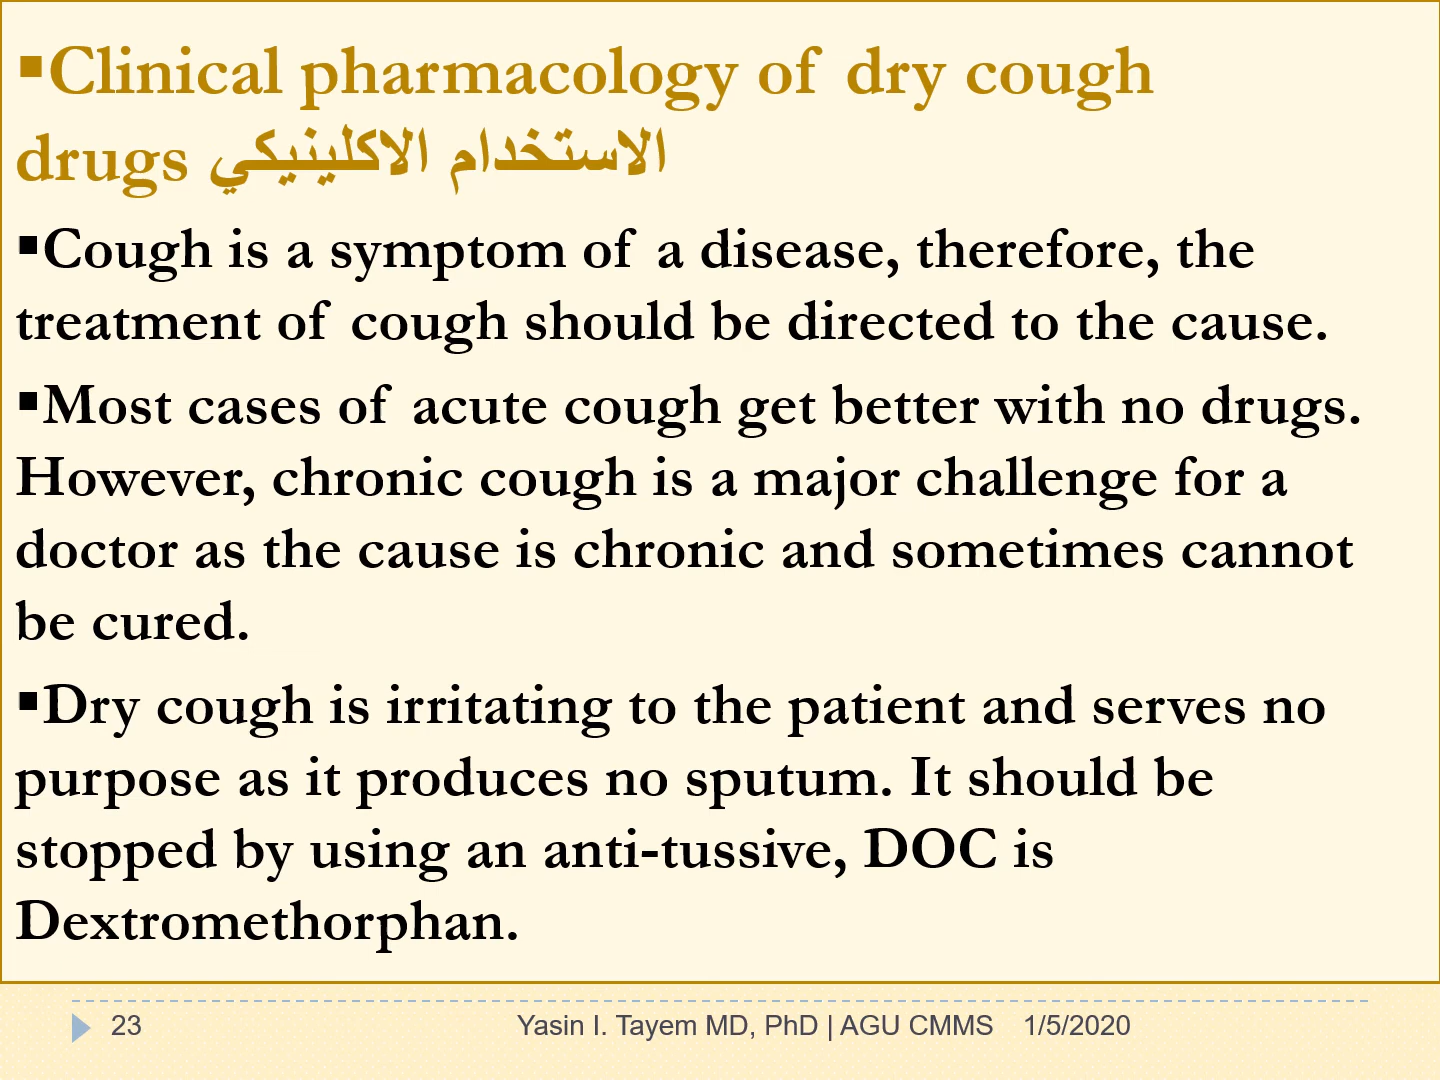 ▪Clinical pharmacology of dry cough
drugs الاستخدام الاكلينيكي
▪Cough is a symptom of a disease, therefore, the
treatment of cough should be directed to the cause.
▪Most cases of acute cough get better with no drugs.
However, chronic cough is a major challenge for a
doctor as the cause is chronic and sometimes cannot
be cured.
▪Dry cough is irritating to the patient and serves no
purpose as it produces no sputum. It should be
stopped by using an anti-tussive, DOC is
Dextromethorphan.
23 Yasin I. Tayem MD, PhD | AGU CMMS 1/5/2020